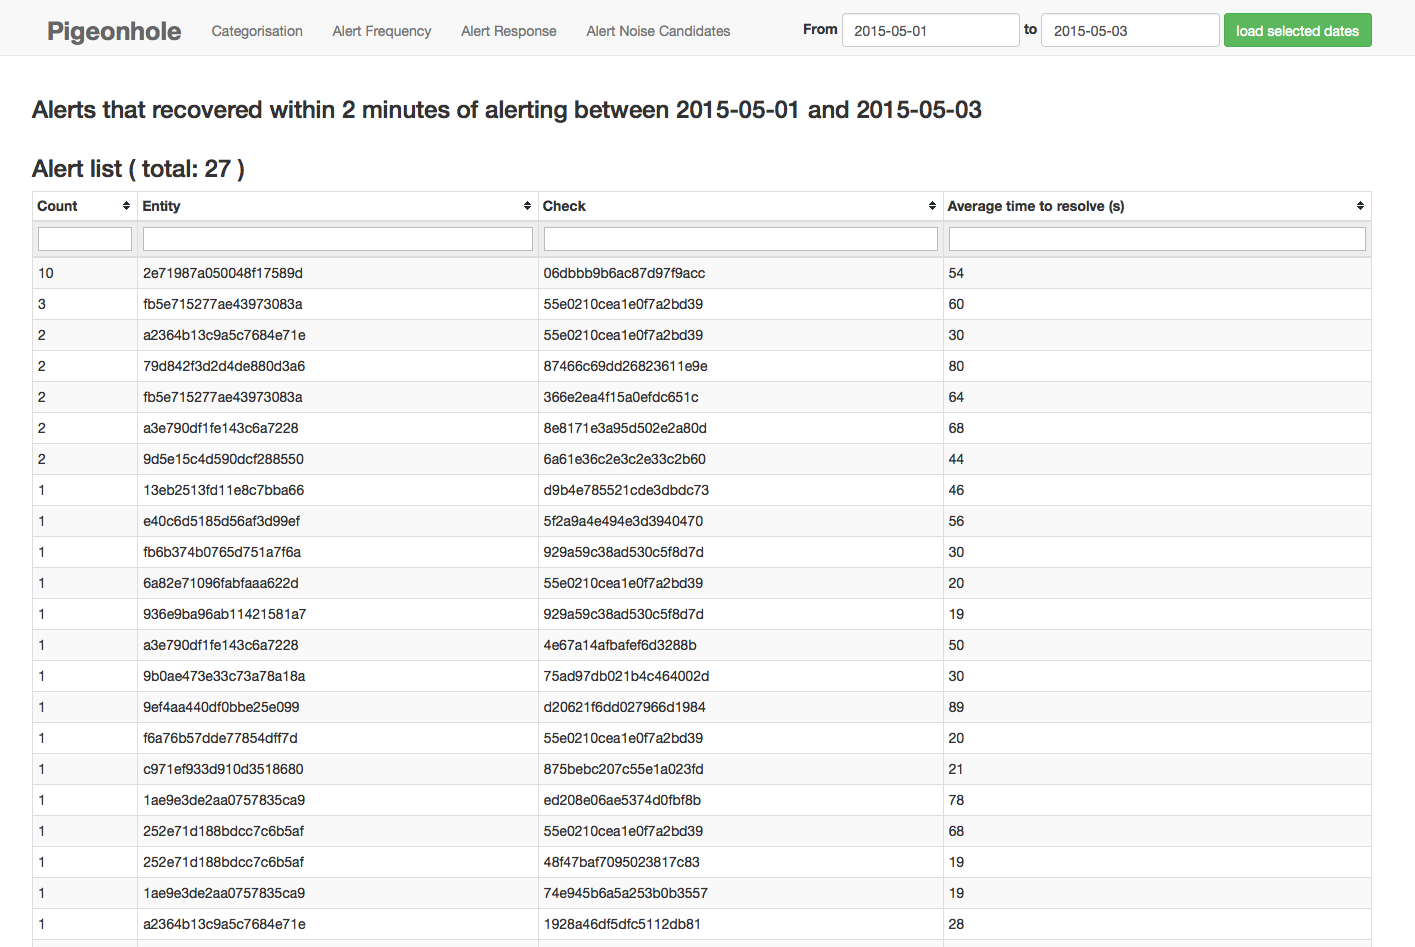 Pigeonhole Categorisation Alert Frequency Alert Response Alert Noise Candidates From 2015-05-01 to 2015-05-03 load selected dates
Alerts that recovered within 2 minutes of alerting between 2015-05-01 and 2015-05-03
Alert list ( total: 27 )
Count Entity Check Average time to resolve (s)
10 2e71987a050048f17589d 06dbbb9b6ac87d97f9acc 54
3 fb5e715277ae43973083a 55e0210cea1e0f7a2bd39 60
2 a2364b13c9a5c7684e71e 55e0210cea1e0f7a2bd39 30
2 79d842f3d2d4de880d3a6 87466c69dd26823611e9e 80
2 fb5e715277ae43973083a 366e2ea4f15a0efdc651c 64
2 a3e790df1fe143c6a7228 8e8171e3a95d502e2a80d 68
2 9d5e15c4d590dcf288550 6a61e36c2e3c2e33c2b60 44
1 13eb2513fd11e8c7bba66 d9b4e785521cde3dbdc73 46
1 e40c6d5185d56af3d99ef 5f2a9a4e494e3d3940470 56
1 fb6b374b0765d751a7f6a 929a59c38ad530c5f8d7d 30
1 6a82e71096fabfaaa622d 55e0210cea1e0f7a2bd39 20
1 936e9ba96ab11421581a7 929a59c38ad530c5f8d7d 19
1 a3e790df1fe143c6a7228 4e67a14afbafef6d3288b 50
1 9b0ae473e33c73a78a18a 75ad97db021b4c464002d 30
1 9ef4aa440df0bbe25e099 d20621f6dd027966d1984 89
1 f6a76b57dde77854dff7d 55e0210cea1e0f7a2bd39 20
1 c971ef933d910d3518680 875bebc207c55e1a023fd 21
1 1ae9e3de2aa0757835ca9 ed208e06ae5374d0fbf8b 78
1 252e71d188bdcc7c6b5af 55e0210cea1e0f7a2bd39 68
1 252e71d188bdcc7c6b5af 48f47baf7095023817c83 19
1 1ae9e3de2aa0757835ca9 74e945b6a5a253b0b3557 19
1 a2364b13c9a5c7684e71e 1928a46df5dfc5112db81 28